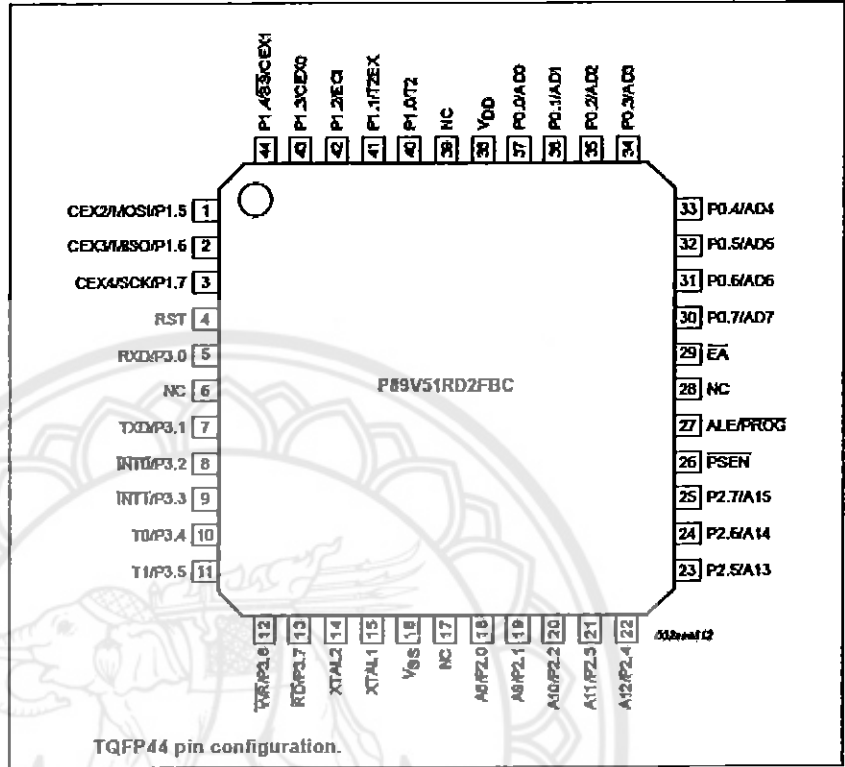 44 P1.4/SS/CEX1
43 P1.3/CEX0
42 P1.2/ECI
41 P1.1/T2EX
40 P1.0/T2
39 NC
38 VDD
37 P0.0/AD0
36 P0.1/AD1
35 P0.2/AD2
34 P0.3/AD3
CEX2/MOSI/P1.5 1
CEX3/MISO/P1.6 2
CEX4/SCK/P1.7 3
RST 4
RXD/P3.0 5
NC 6
TXD/P3.1 7
INT0/P3.2 8
INT1/P3.3 9
T0/P3.4 10
T1/P3.5 11
P89V51RD2FBC
33 P0.4/AD4
32 P0.5/AD5
31 P0.6/AD6
30 P0.7/AD7
29 EA
28 NC
27 ALE/PROG
26 PSEN
25 P2.7/A15
24 P2.6/A14
23 P2.5/A13
WR/P3.6 12
RD/P3.7 13
XTAL2 14
XTAL1 15
VSS 16
NC 17
A8/P2.0 18
A9/P2.1 19
A10/P2.2 20
A11/P2.3 21
A12/P2.4 22
TQFP44 pin configuration.